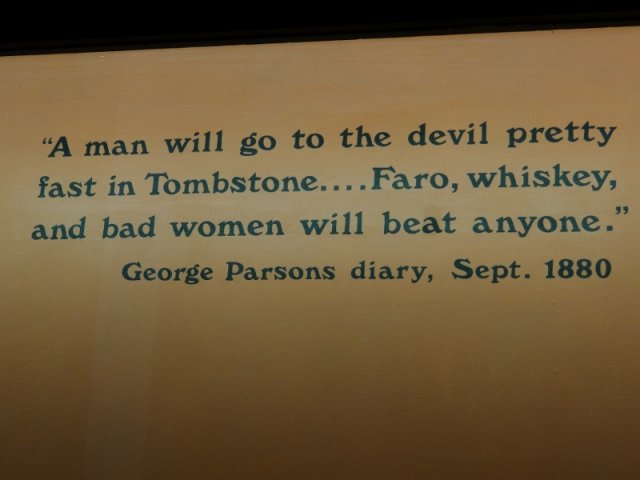 “A man will go to the devil pretty
fast in Tombstone....Faro, whiskey,
and bad women will beat anyone.”
George Parsons diary, Sept. 1880